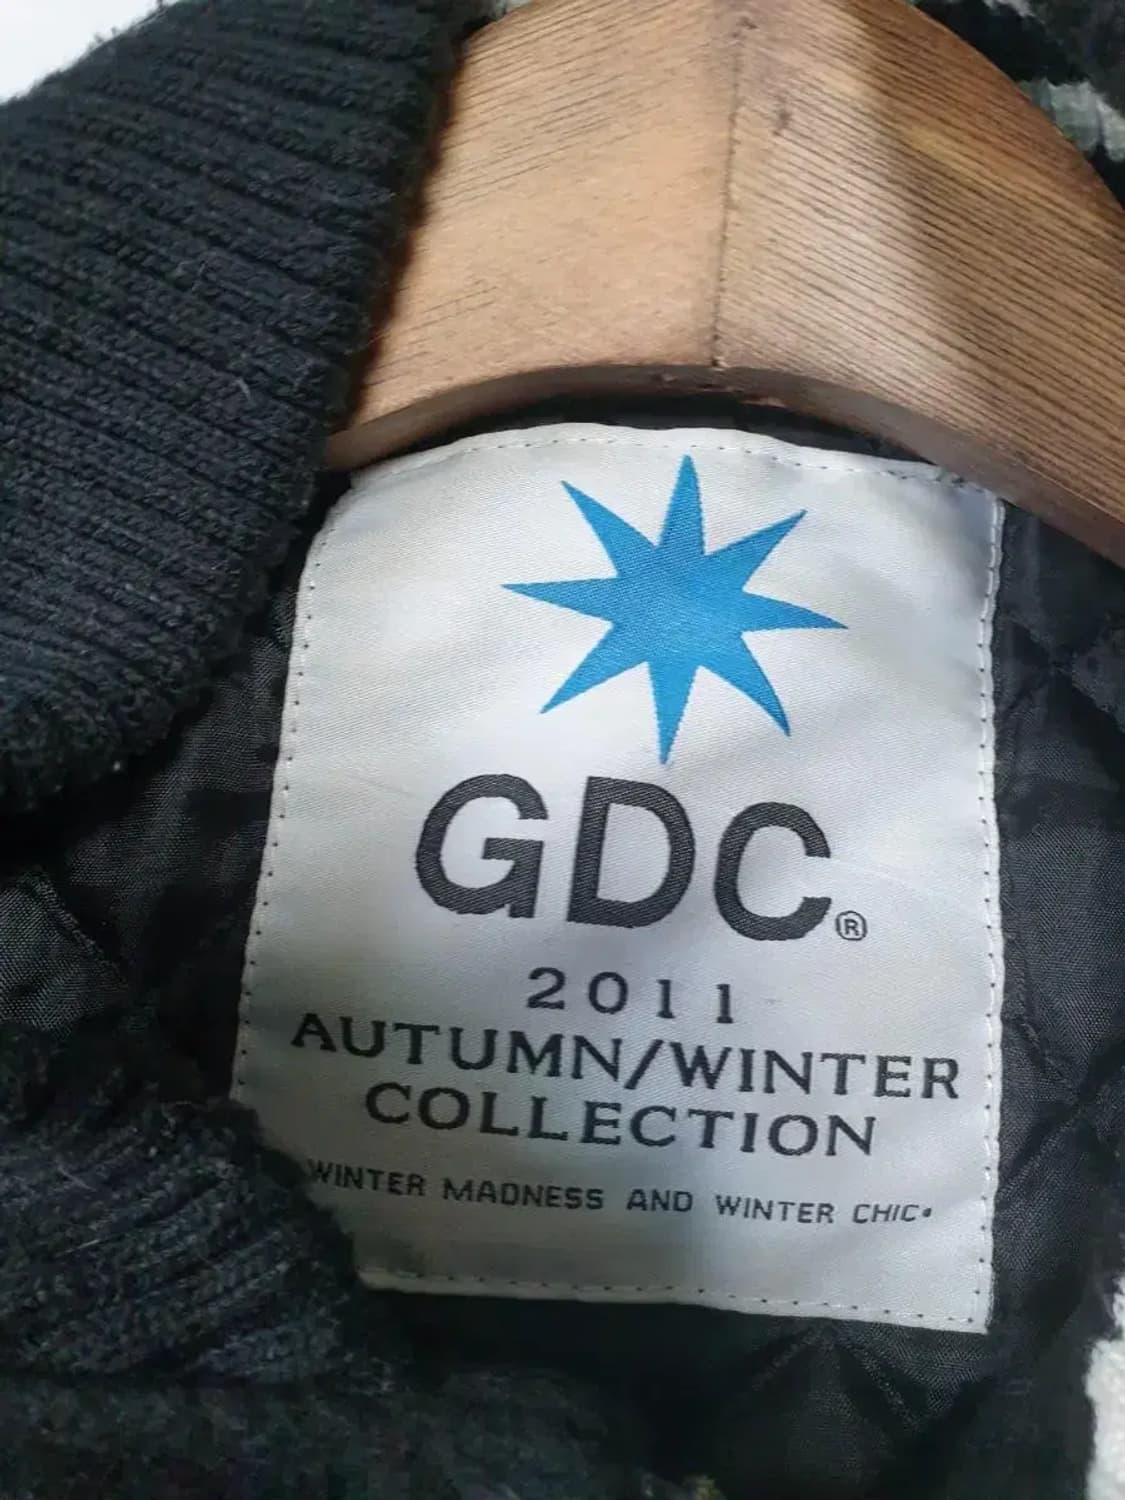 GDC®
2011
AUTUMN/WINTER
COLLECTION
WINTER MADNESS AND WINTER CHIC•